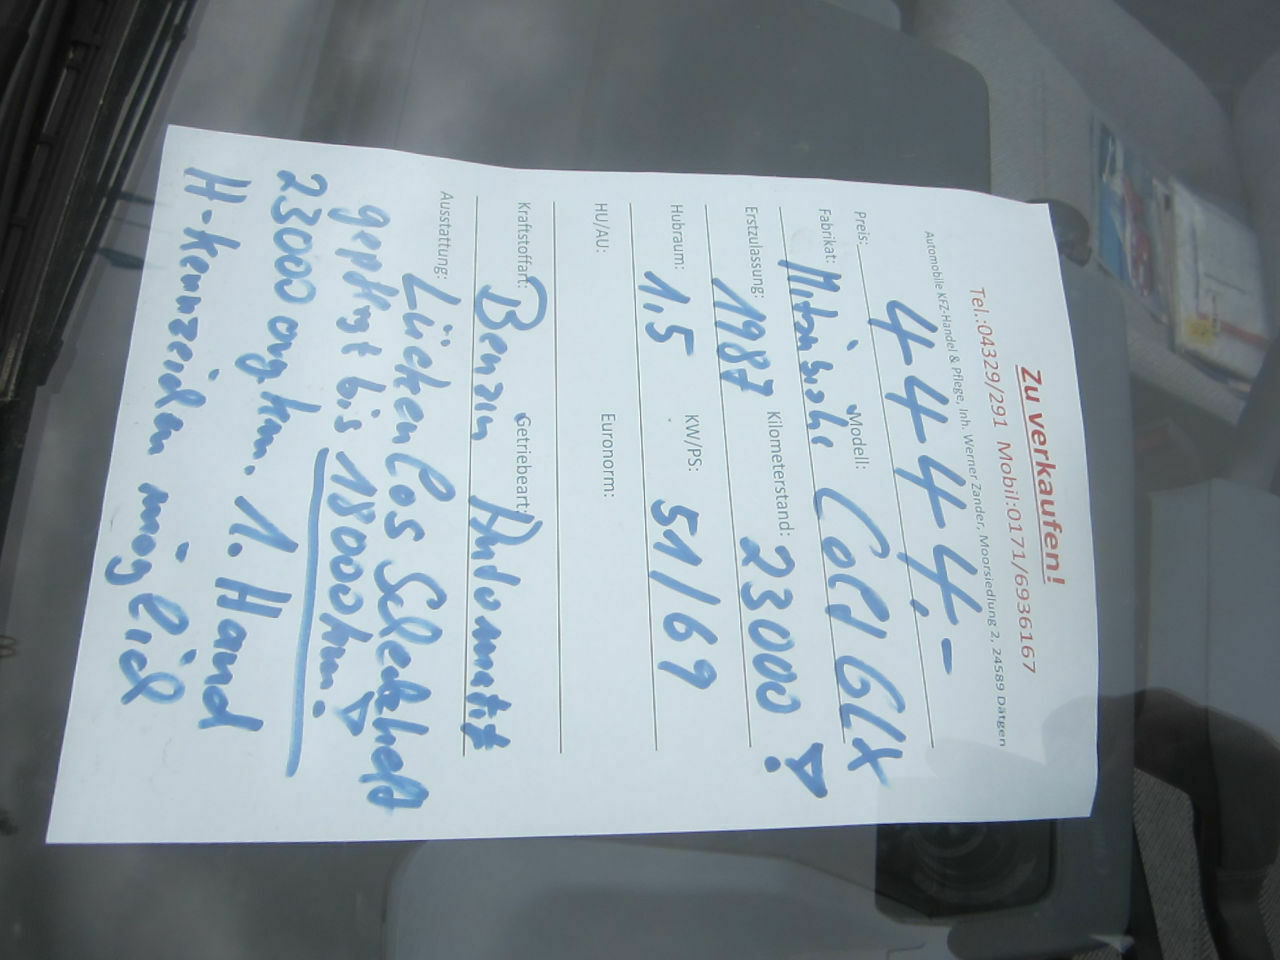 Zu verkaufen!
Tel.:04329/291 Mobil:0171/6936167
Automobile KFZ-Handel & Pflege, Inh. Werner Zander, Moorsiedlung 2, 24589 Dätgen
Preis: 4444,-
Fabrikat: Mitsubishi Modell: Colt GLX
Erstzulassung: 1987 Kilometerstand: 23000!
Hubraum: 1,5 KW/PS: 51/69
HU/AU: Euronorm:
Kraftstoffart: Benzin Getriebeart: Automatik
Ausstattung: Lückenlos Scheckheft
gepflegt bis 18000km!
23000 org. km. 1. Hand
H-Kennzeichen möglich